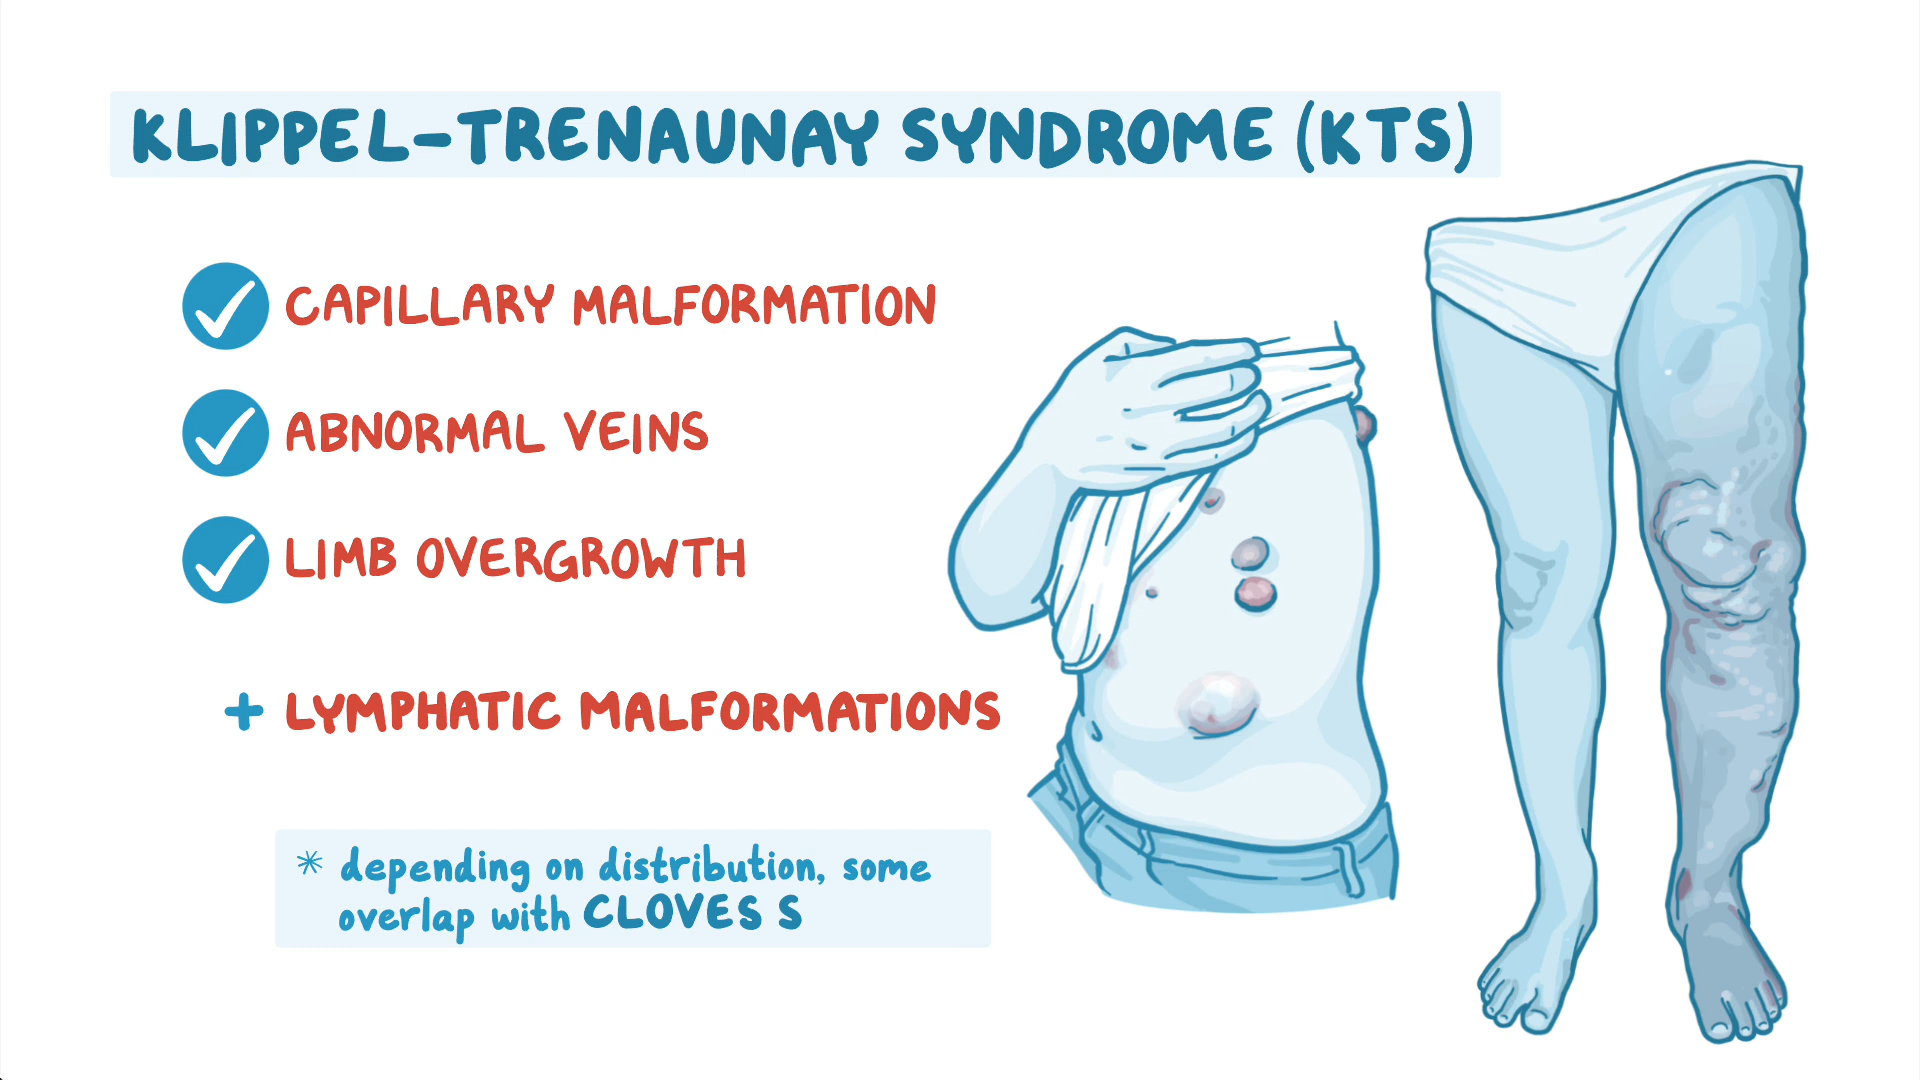 KLIPPEL-TRENAUNAY SYNDROME (KTS)
CAPILLARY MALFORMATION
ABNORMAL VEINS
LIMB OVERGROWTH
+ LYMPHATIC MALFORMATIONS
* depending on distribution, some
overlap with CLOVES S